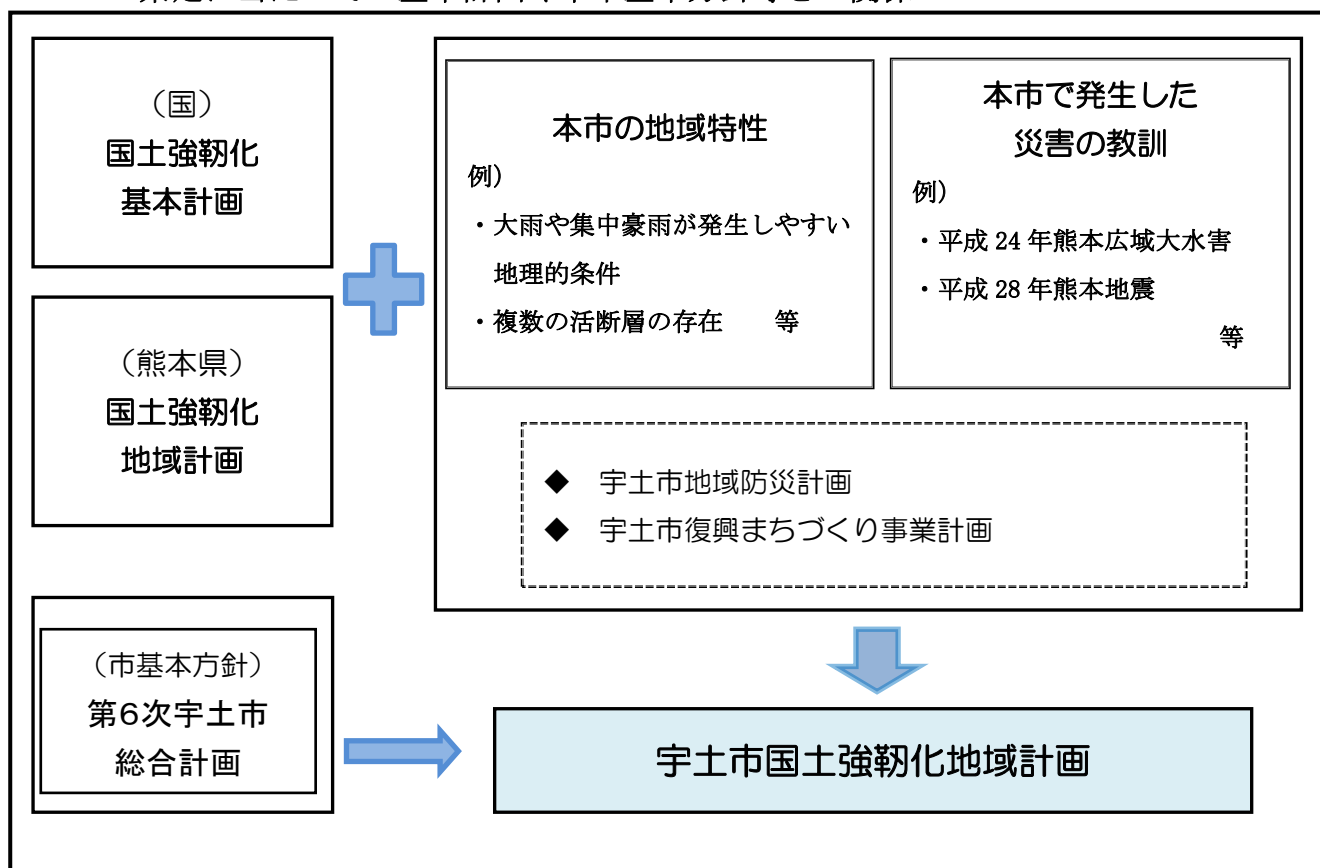 （国）
国土強靭化
基本計画
（熊本県）
国土強靭化
地域計画
本市の地域特性
例）
・大雨や集中豪雨が発生しやすい
地理的条件
・複数の活断層の存在　　等
本市で発生した
災害の教訓
例）
・平成 24 年熊本広域大水害
・平成 28 年熊本地震
等
◆　宇土市地域防災計画
◆　宇土市復興まちづくり事業計画
（市基本方針）
第６次宇土市
総合計画
宇土市国土強靭化地域計画